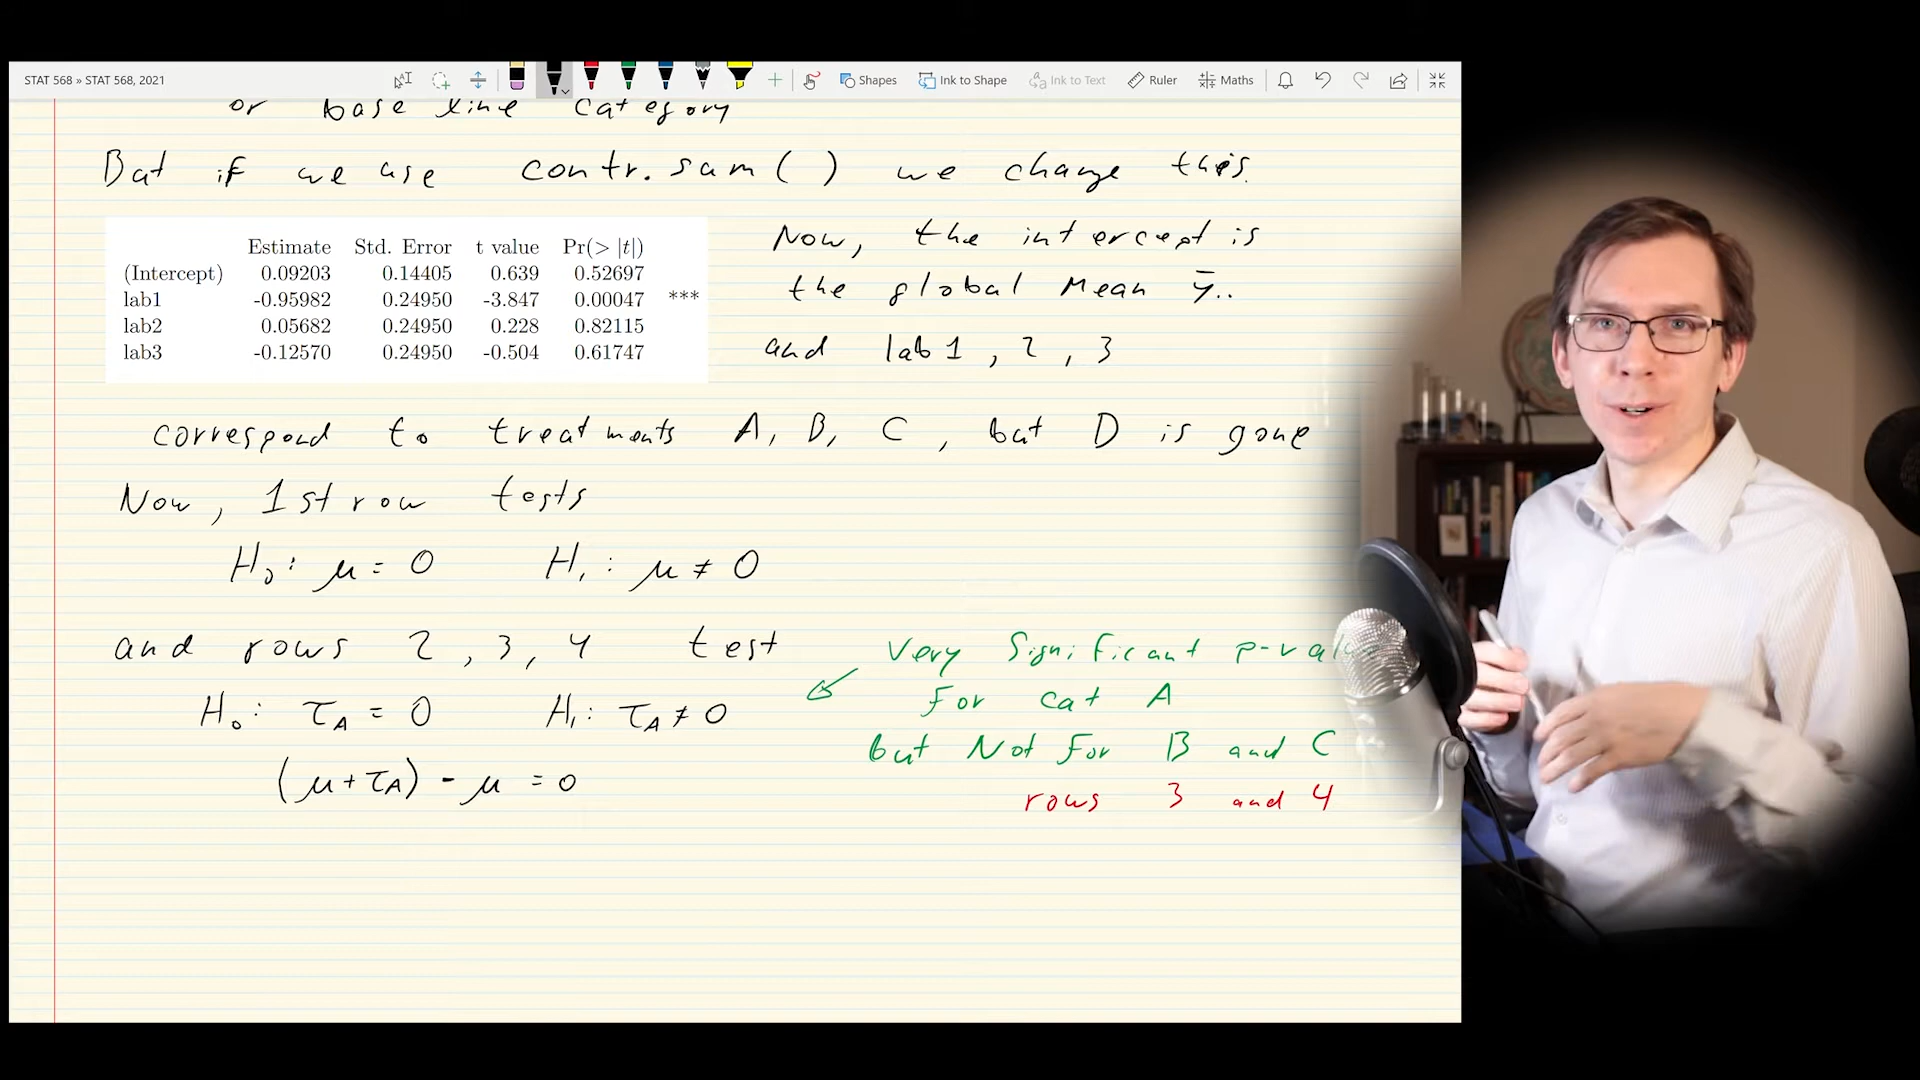 STAT 568 » STAT 568, 2021
Shapes Ink to Shape Ink to Text Ruler Maths
or base line category
But if we use contr.sum() we change this.
Estimate Std. Error t value Pr(> |t|)
(Intercept) 0.09203 0.14405 0.639 0.52697
lab1 -0.95982 0.24950 -3.847 0.00047 ***
lab2 0.05682 0.24950 0.228 0.82115
lab3 -0.12570 0.24950 -0.504 0.61747
Now, the intercept is
the global Mean ȳ..
and lab 1, 2, 3
correspond to treatments A, B, C, but D is gone
Now, 1st row tests
H₀: μ = 0 H₁: μ ≠ 0
and rows 2, 3, 4 test
H₀: τ_A = 0 H₁: τ_A ≠ 0
(μ + τ_A) - μ = 0
Very Significant p-val
For cat A
but Not For B and C
rows 3 and 4